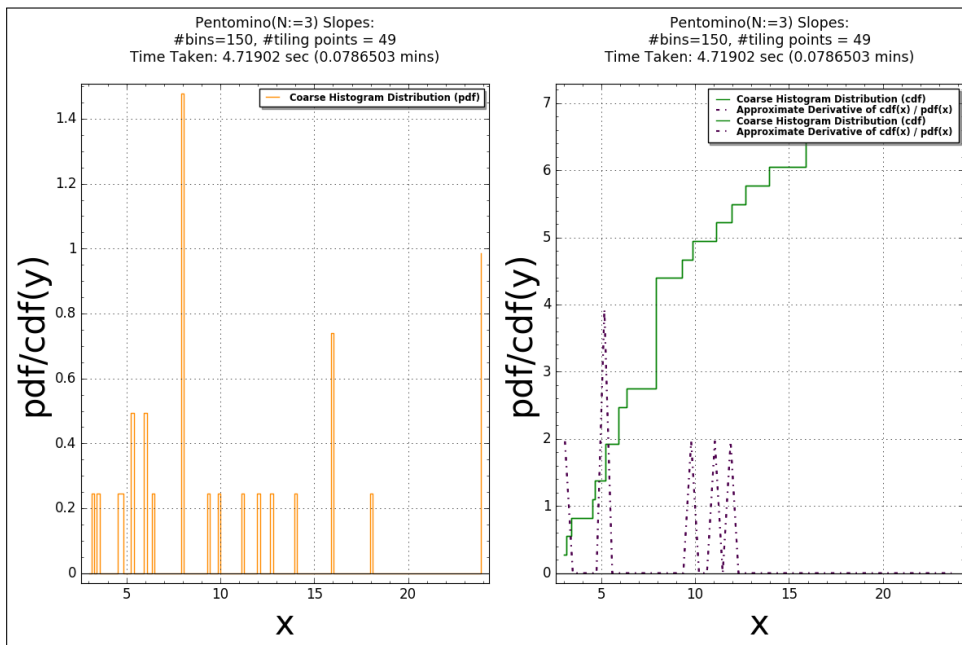 Pentomino(N:=3) Slopes:
#bins=150, #tiling points = 49
Time Taken: 4.71902 sec (0.0786503 mins)
Coarse Histogram Distribution (pdf)
pdf/cdf(y)
1.4
1.2
1
0.8
0.6
0.4
0.2
0
5
10
15
20
x
Pentomino(N:=3) Slopes:
#bins=150, #tiling points = 49
Time Taken: 4.71902 sec (0.0786503 mins)
Coarse Histogram Distribution (cdf)
Approximate Derivative of cdf(x) / pdf(x)
Coarse Histogram Distribution (cdf)
Approximate Derivative of cdf(x) / pdf(x)
pdf/cdf(y)
7
6
5
4
3
2
1
0
5
10
15
20
x